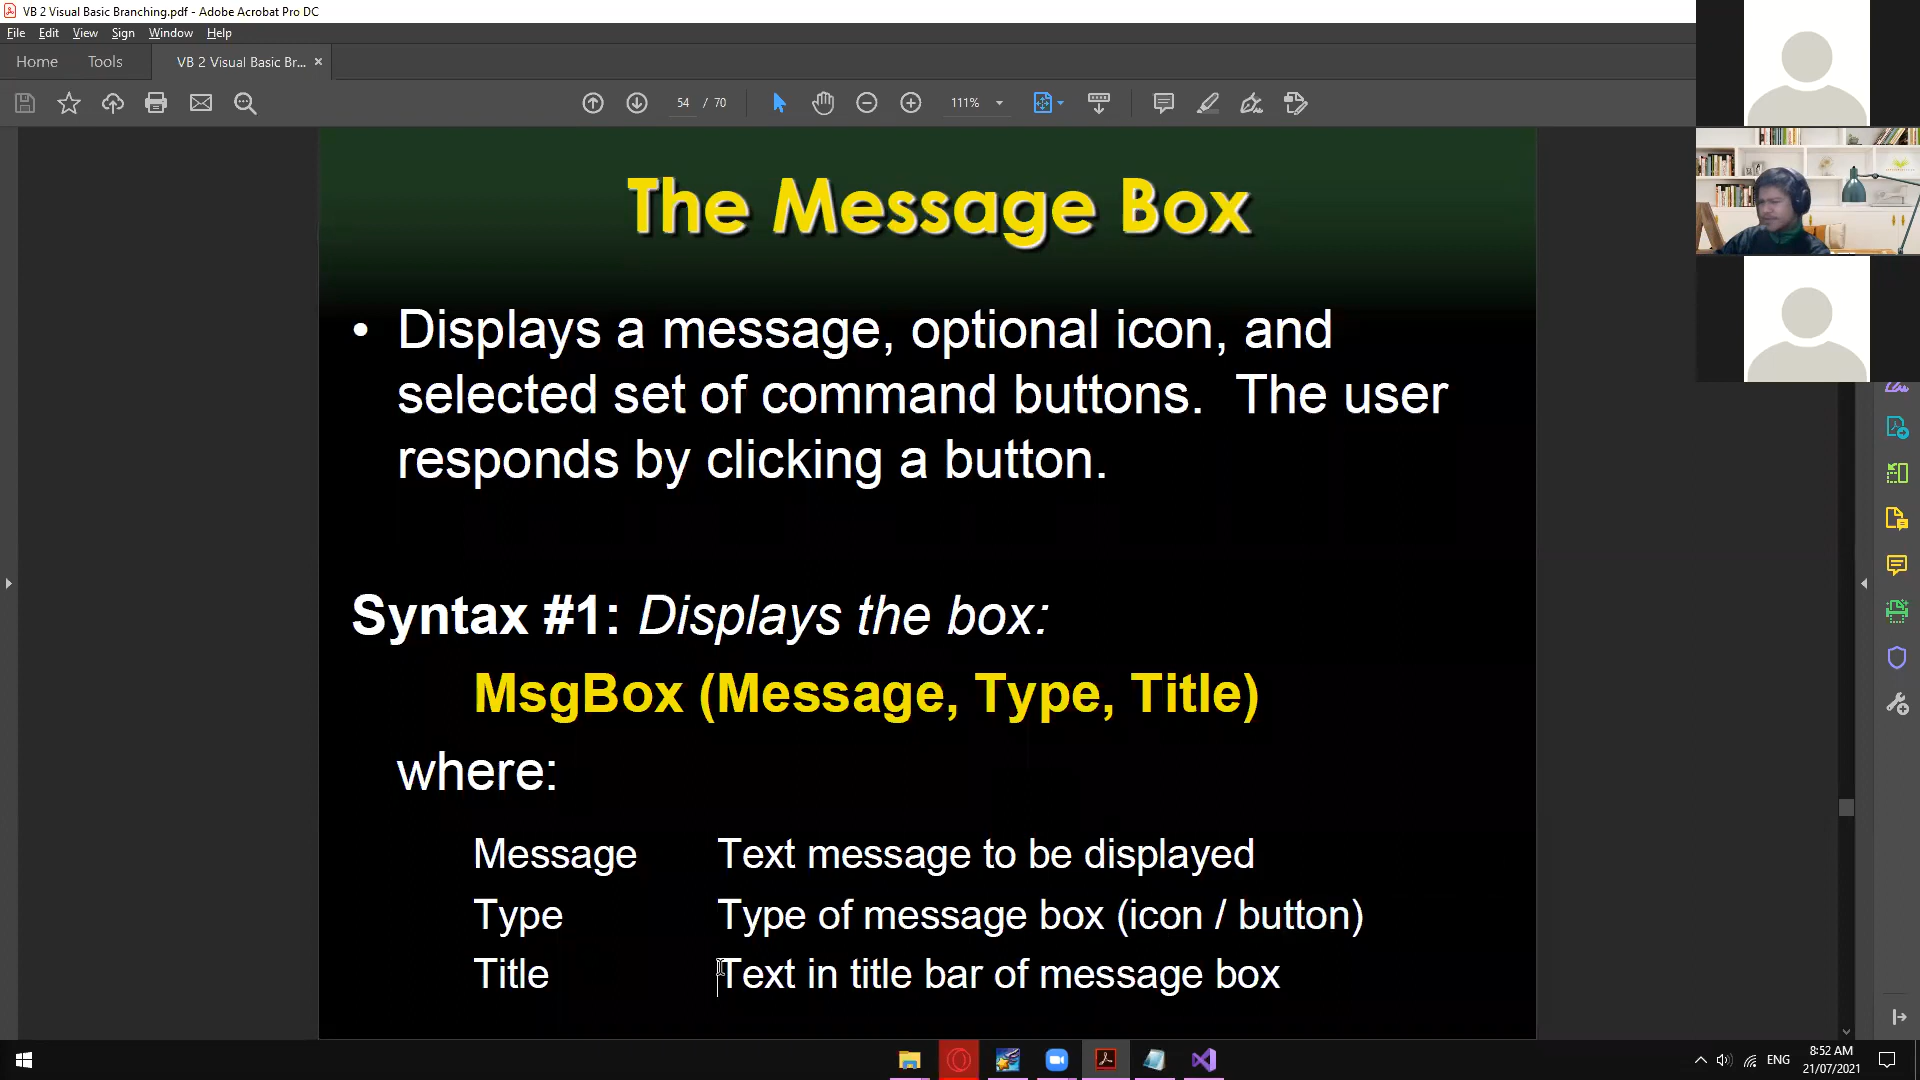 VB 2 Visual Basic Branching.pdf - Adobe Acrobat Pro DC
File Edit View Sign Window Help
Home Tools VB 2 Visual Basic Br... ×
54 / 70 111%
The Message Box
• Displays a message, optional icon, and
selected set of command buttons. The user
responds by clicking a button.
Syntax #1: Displays the box:
MsgBox (Message, Type, Title)
where:
Message Text message to be displayed
Type Type of message box (icon / button)
Title Text in title bar of message box
ENG
8:52 AM
21/07/2021